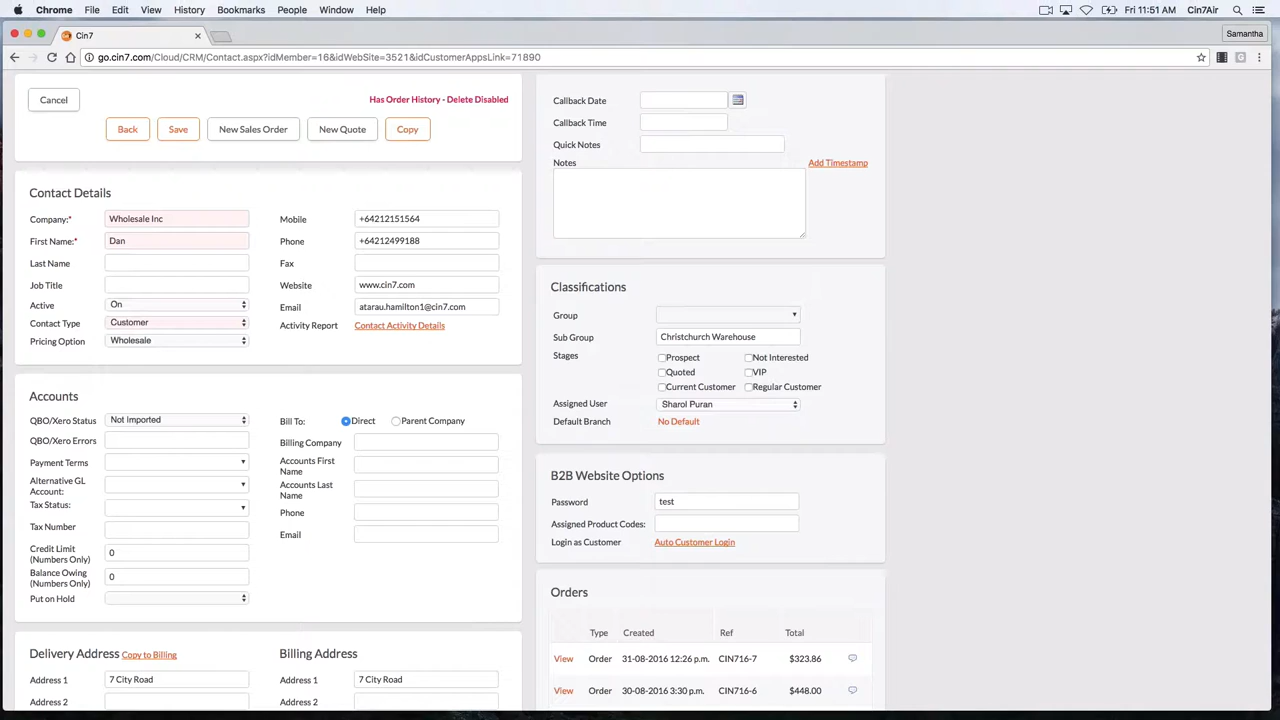 Chrome File Edit View History Bookmarks People Window Help Fri 11:51 AM Cin7Air
Cin7 Samantha
go.cin7.com/Cloud/CRM/Contact.aspx?idMember=16&idWebSite=3521&idCustomerAppsLink=71890
Cancel
Has Order History - Delete Disabled
Back Save New Sales Order New Quote Copy
Contact Details
Company:* Wholesale Inc
First Name:* Dan
Last Name
Job Title
Active On
Contact Type Customer
Pricing Option Wholesale
Mobile +64212151564
Phone +64212499188
Fax
Website www.cin7.com
Email atarau.hamilton1@cin7.com
Activity Report Contact Activity Details
Accounts
QBO/Xero Status Not Imported
QBO/Xero Errors
Payment Terms
Alternative GL
Account:
Tax Status:
Tax Number
Credit Limit
(Numbers Only) 0
Balance Owing
(Numbers Only) 0
Put on Hold
Bill To: Direct Parent Company
Billing Company
Accounts First
Name
Accounts Last
Name
Phone
Email
Delivery Address Copy to Billing
Address 1 7 City Road
Address 2
Billing Address
Address 1 7 City Road
Address 2
Callback Date
Callback Time
Quick Notes
Notes Add Timestamp
Classifications
Group
Sub Group Christchurch Warehouse
Stages Prospect Not Interested
Quoted VIP
Current Customer Regular Customer
Assigned User Sharol Puran
Default Branch No Default
B2B Website Options
Password test
Assigned Product Codes:
Login as Customer Auto Customer Login
Orders
Type Created Ref Total
View Order 31-08-2016 12:26 p.m. CIN716-7 $323.86
View Order 30-08-2016 3:30 p.m. CIN716-6 $448.00